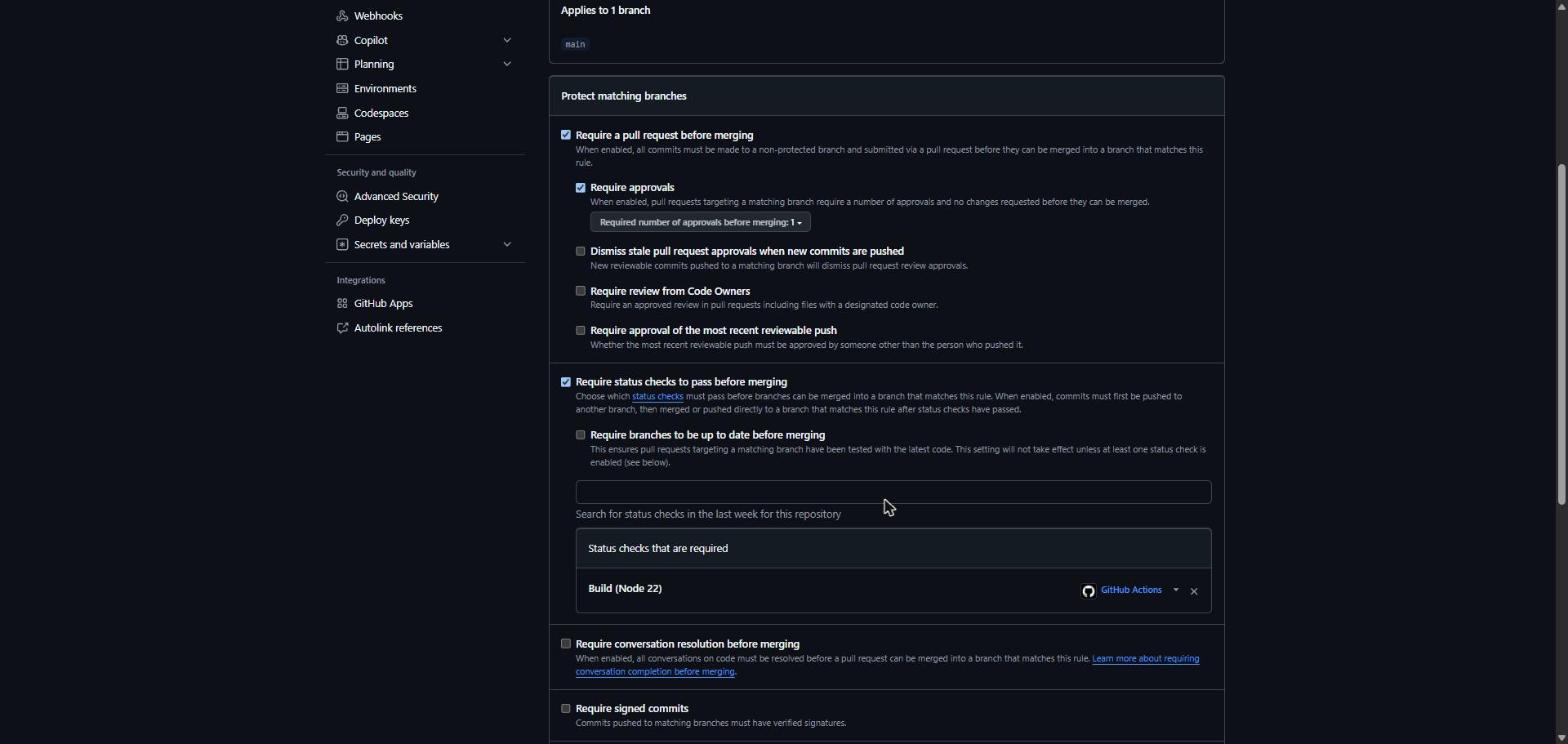 Webhooks
Copilot
Planning
Environments
Codespaces
Pages
Security and quality
Advanced Security
Deploy keys
Secrets and variables
Integrations
GitHub Apps
Autolink references
Applies to 1 branch
main
Protect matching branches
Require a pull request before merging
When enabled, all commits must be made to a non-protected branch and submitted via a pull request before they can be merged into a branch that matches this
rule.
Require approvals
When enabled, pull requests targeting a matching branch require a number of approvals and no changes requested before they can be merged.
Required number of approvals before merging: 1
Dismiss stale pull request approvals when new commits are pushed
New reviewable commits pushed to a matching branch will dismiss pull request review approvals.
Require review from Code Owners
Require an approved review in pull requests including files with a designated code owner.
Require approval of the most recent reviewable push
Whether the most recent reviewable push must be approved by someone other than the person who pushed it.
Require status checks to pass before merging
Choose which status checks must pass before branches can be merged into a branch that matches this rule. When enabled, commits must first be pushed to
another branch, then merged or pushed directly to a branch that matches this rule after status checks have passed.
Require branches to be up to date before merging
This ensures pull requests targeting a matching branch have been tested with the latest code. This setting will not take effect unless at least one status check is
enabled (see below).
Search for status checks in the last week for this repository
Status checks that are required
Build (Node 22)
GitHub Actions
Require conversation resolution before merging
When enabled, all conversations on code must be resolved before a pull request can be merged into a branch that matches this rule. Learn more about requiring
conversation completion before merging.
Require signed commits
Commits pushed to matching branches must have verified signatures.